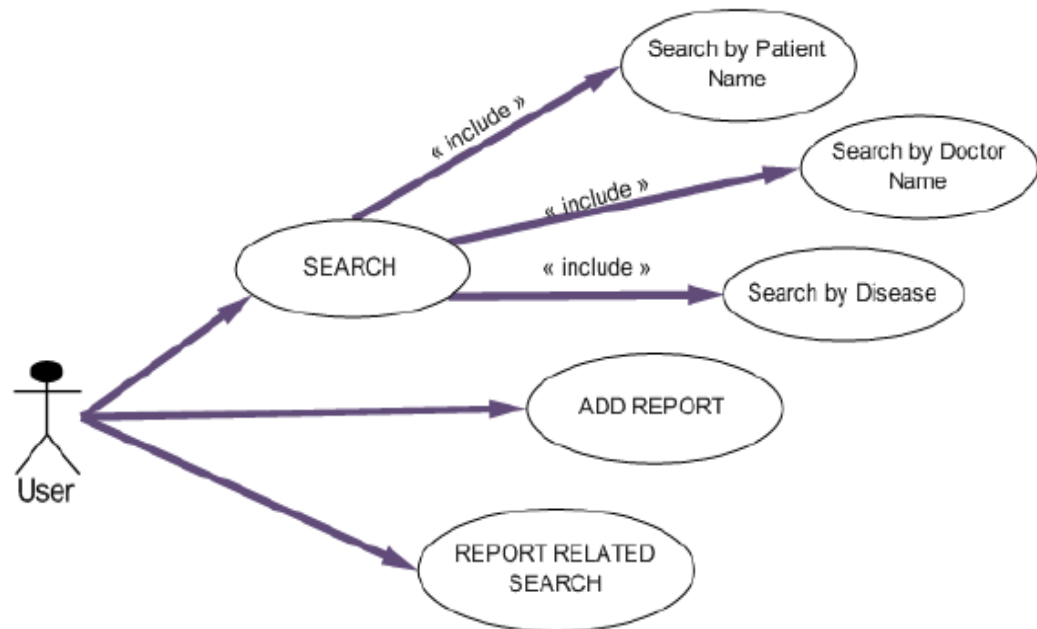 Search by Patient
Name
« include »
Search by Doctor
Name
« include »
SEARCH
« include »
Search by Disease
ADD REPORT
User
REPORT RELATED
SEARCH